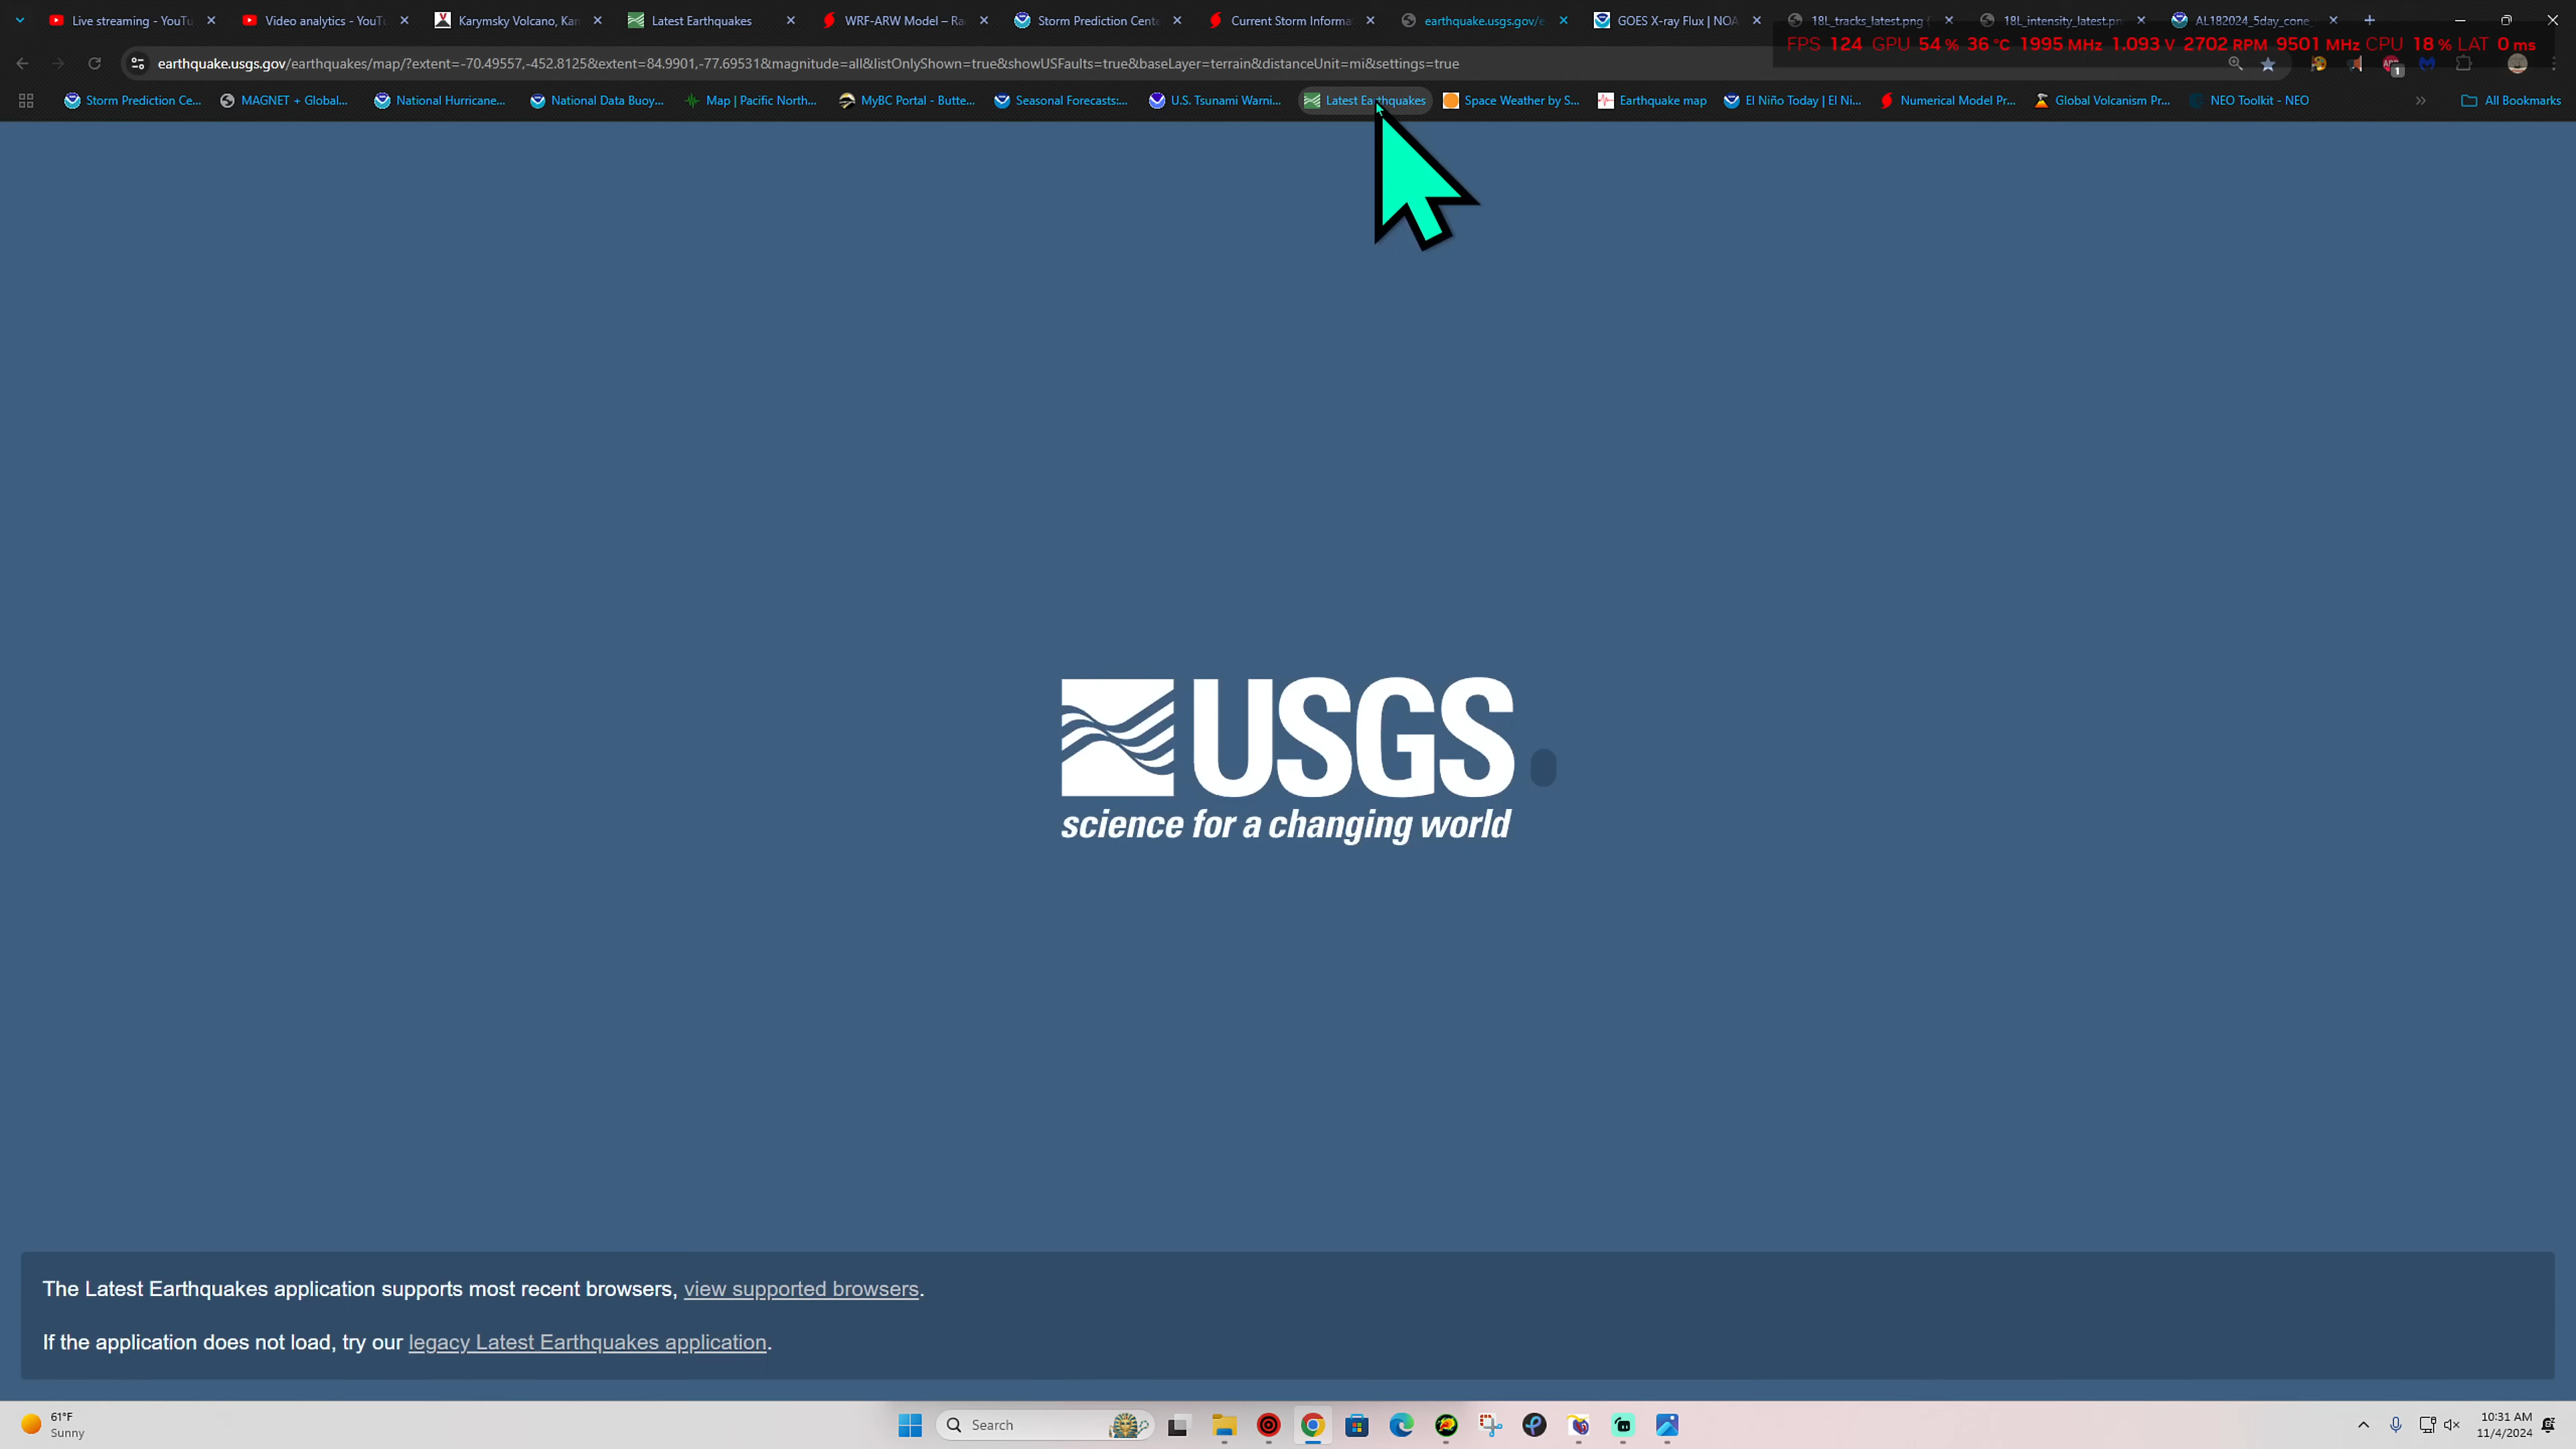 Live streaming - YouTu
Video analytics - YouTu
Karymsky Volcano, Kan
Latest Earthquakes
WRF-ARW Model – Ra
Storm Prediction Cente
Current Storm Informa
earthquake.usgs.gov/e
GOES X-ray Flux | NOA
18L_tracks_latest.png (
18L_intensity_latest.pn
AL182024_5day_cone_
FPS 124 GPU 54 % 36 °C 1995 MHz 1.093 V 2702 RPM 9501 MHz CPU 18 % LAT 0 ms
earthquake.usgs.gov/earthquakes/map/?extent=-70.49557,-452.8125&extent=84.9901,-77.69531&magnitude=all&listOnlyShown=true&showUSFaults=true&baseLayer=terrain&distanceUnit=mi&settings=true
1
Storm Prediction Ce...
MAGNET + Global...
National Hurricane...
National Data Buoy...
Map | Pacific North...
MyBC Portal - Butte...
Seasonal Forecasts:...
U.S. Tsunami Warni...
Latest Earthquakes
Space Weather by S...
Earthquake map
El Niño Today | El Ni...
Numerical Model Pr...
Global Volcanism Pr...
NEO Toolkit - NEO
All Bookmarks
USGS
science for a changing world
The Latest Earthquakes application supports most recent browsers, view supported browsers.
If the application does not load, try our legacy Latest Earthquakes application.
61°F
Sunny
Search
10:31 AM
11/4/2024